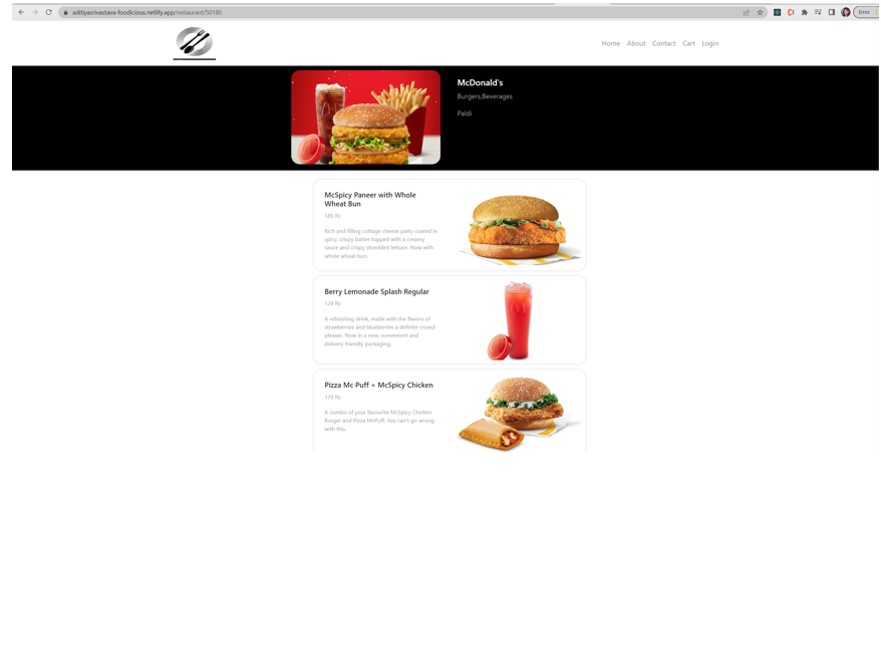 aditiyasrivastava-foodicious.netlify.app/restaurant/50180
Error
Home About Contact Cart Login
McDonald's
Burgers,Beverages
Paldi
McSpicy Paneer with Whole
Wheat Bun
185 Rs
Rich and filling cottage cheese patty coated in
spicy, crispy batter topped with a creamy
sauce and crispy shredded lettuce. Now with
whole wheat bun.
Berry Lemonade Splash Regular
129 Rs
A refreshing drink, made with the flavors of
strawberries and blueberries a definite crowd
pleaser. Now in a new, convenient and
delivery friendly packaging.
Pizza Mc Puff + McSpicy Chicken
179 Rs
A combo of your favourite McSpicy Chicken
Burger and Pizza McPuff. You can't go wrong
with this.